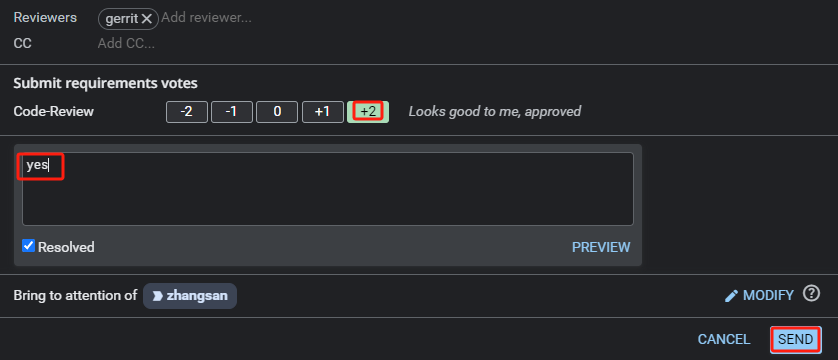 Reviewers gerrit Add reviewer...
CC Add CC...
Submit requirements votes
Code-Review -2 -1 0 +1 +2 Looks good to me, approved
yes
Resolved PREVIEW
Bring to attention of zhangsan MODIFY
CANCEL SEND